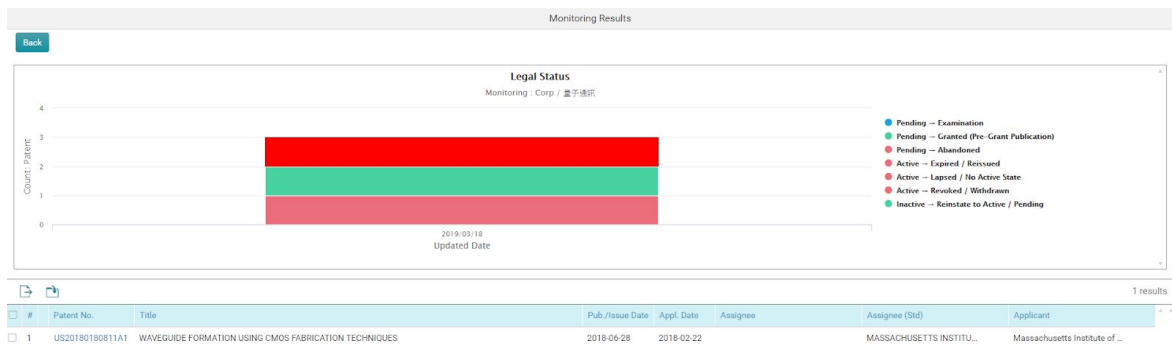 Monitoring Results
Back
Legal Status
Monitoring : Corp / 量子通訊
Count: Patent
4
3
2
1
0
2019/03/18
Updated Date
Pending → Examination
Pending → Granted (Pre-Grant Publication)
Pending → Abandoned
Active → Expired / Reissued
Active → Lapsed / No Active State
Active → Revoked / Withdrawn
Inactive → Reinstate to Active / Pending
1 results
# Patent No. Title Pub./Issue Date Appl. Date Assignee Assignee (Std) Applicant
1 US20180180811A1 WAVEGUIDE FORMATION USING CMOS FABRICATION TECHNIQUES 2018-06-28 2018-02-22 MASSACHUSETTS INSTITU... Massachusetts Institute of ...